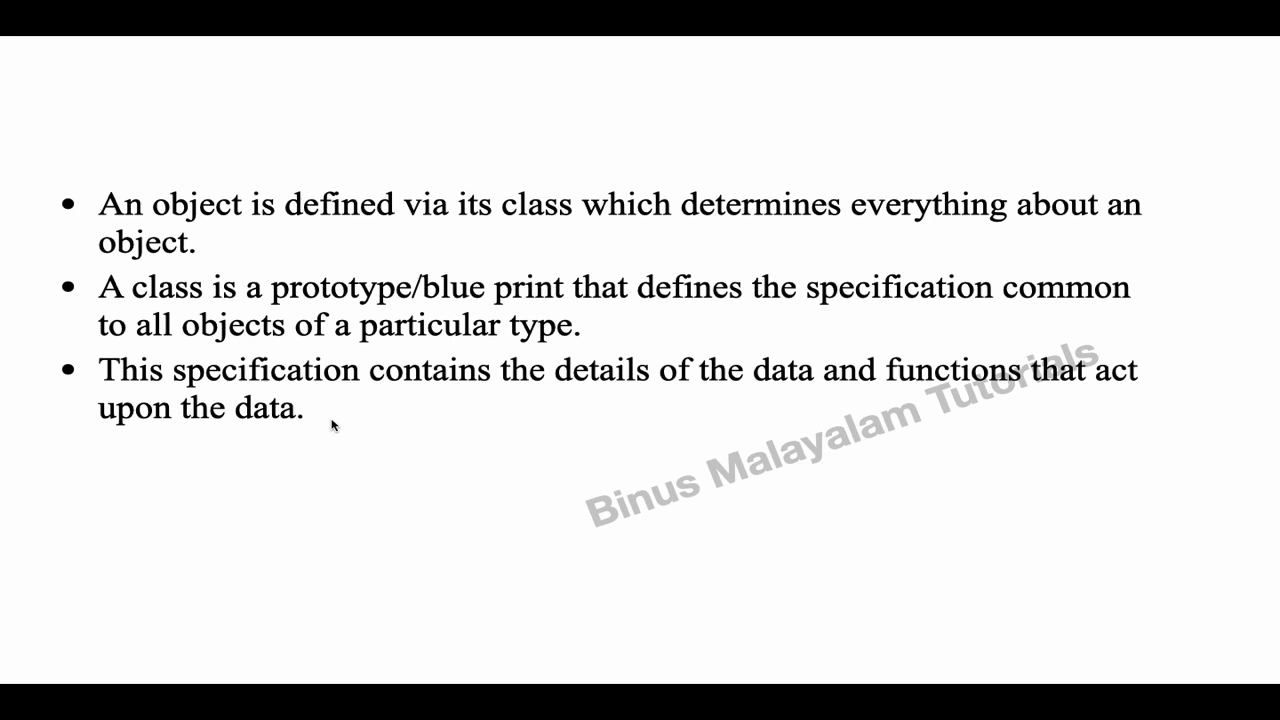 • An object is defined via its class which determines everything about an
object.
• A class is a prototype/blue print that defines the specification common
to all objects of a particular type.
• This specification contains the details of the data and functions that act
upon the data.
Binus Malayalam Tutorials